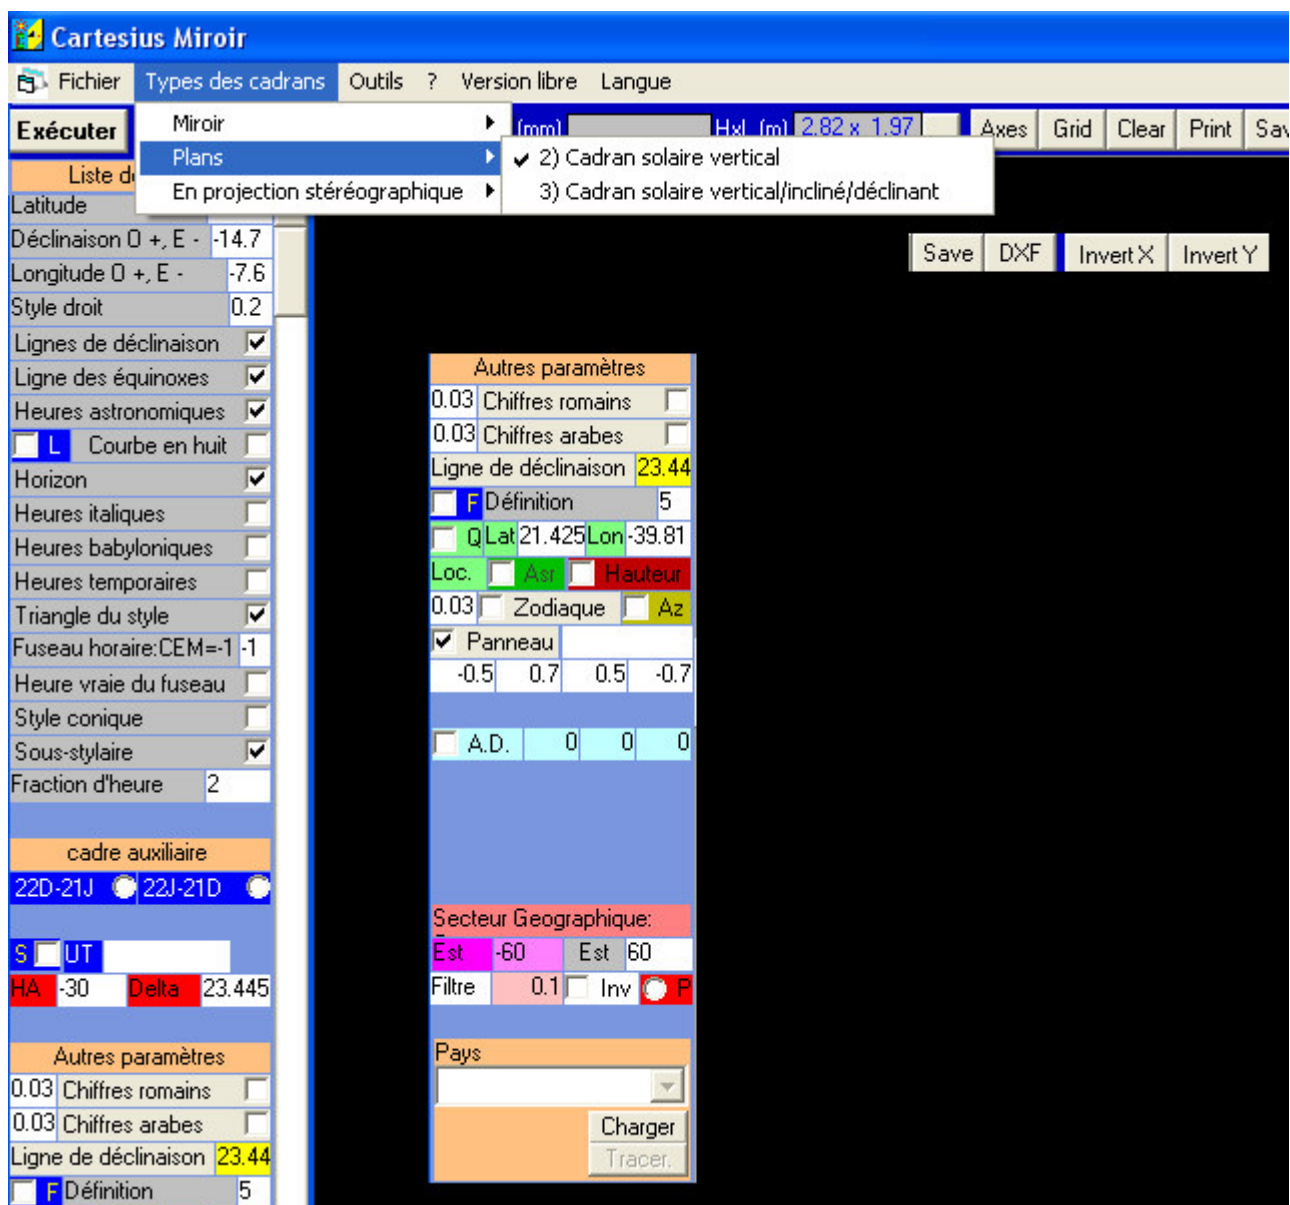 Cartesius Miroir
Fichier Types des cadrans Outils ? Version libre Langue
Exécuter (mm) HxL (m) 2.82 x 1.97 Axes Grid Clear Print Sav
Miroir
Plans
En projection stéréographique
2) Cadran solaire vertical
3) Cadran solaire vertical/incliné/déclinant
Save DXF Invert X Invert Y
Liste d
Latitude
Déclinaison O +, E - -14.7
Longitude O +, E - -7.6
Style droit 0.2
Lignes de déclinaison
Ligne des équinoxes
Heures astronomiques
L Courbe en huit
Horizon
Heures italiques
Heures babyloniques
Heures temporaires
Triangle du style
Fuseau horaire:CEM=-1 -1
Heure vraie du fuseau
Style conique
Sous-stylaire
Fraction d'heure 2
cadre auxiliaire
22D-21J 22J-21D
S UT
HA -30 Delta 23.445
Autres paramètres
0.03 Chiffres romains
0.03 Chiffres arabes
Ligne de déclinaison 23.44
F Définition 5
Autres paramètres
0.03 Chiffres romains
0.03 Chiffres arabes
Ligne de déclinaison 23.44
F Définition 5
Q Lat 21.425 Lon -39.81
Loc. Asr Hauteur
0.03 Zodiaque Az
Panneau
-0.5 0.7 0.5 -0.7
A.D. 0 0 0
Secteur Geographique:
Est -60 Est 60
Filtre 0.1 Inv P
Pays
Charger
Tracer.